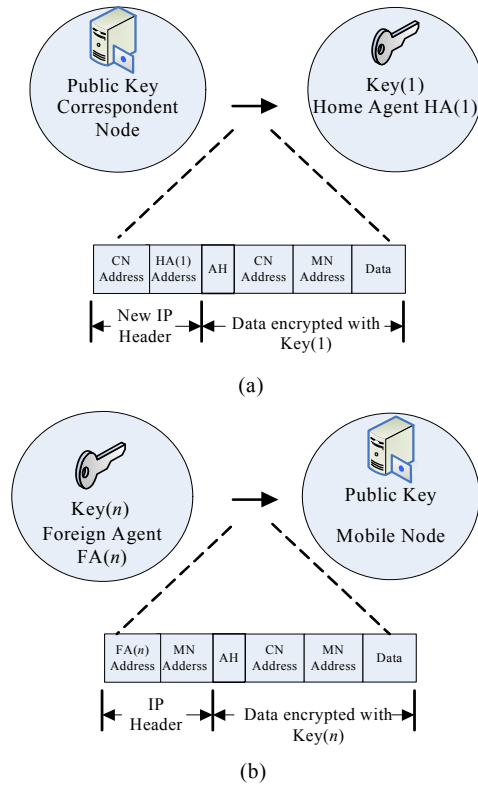 Public Key
Correspondent
Node
Key(1)
Home Agent HA(1)
CN
Address
HA(1)
Adderss
AH
CN
Address
MN
Address
Data
New IP
Header
Data encrypted with
Key(1)
(a)
Key(n)
Foreign Agent
FA(n)
Public Key
Mobile Node
FA(n)
Address
MN
Adderss
AH
CN
Address
MN
Address
Data
IP
Header
Data encrypted with
Key(n)
(b)